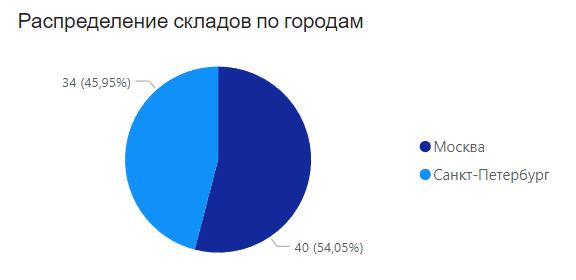 Распределение складов по городам
34 (45,95%)
Москва
Санкт-Петербург
40 (54,05%)